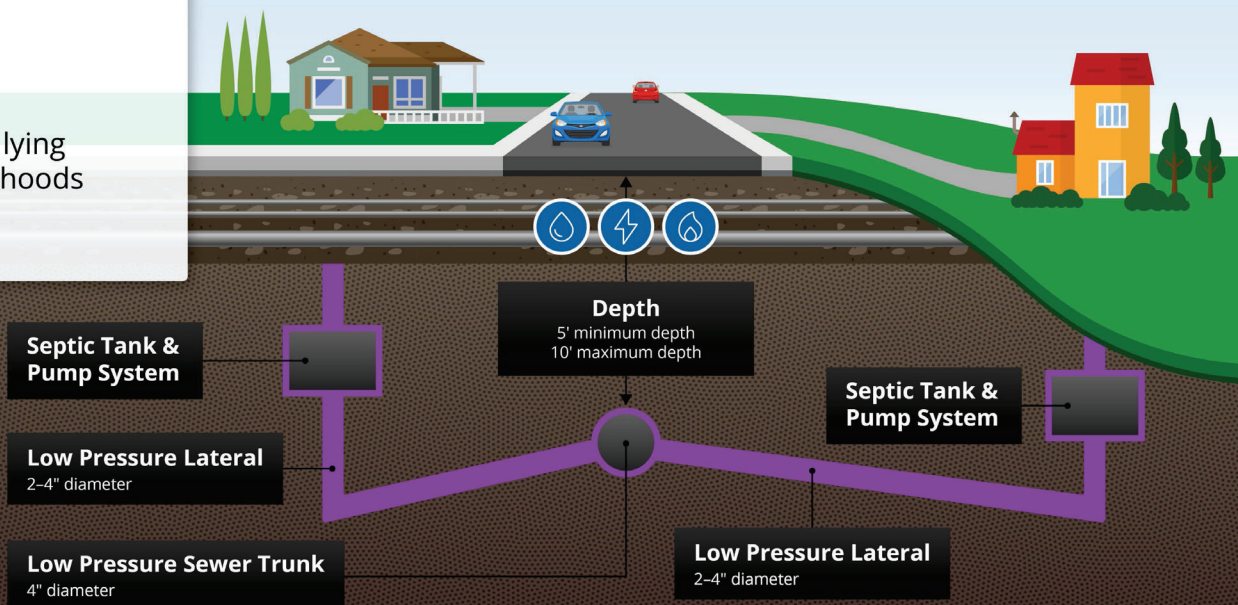 lying
hoods
Depth
5' minimum depth
10' maximum depth
Septic Tank &
Pump System
Septic Tank &
Pump System
Low Pressure Lateral
2–4" diameter
Low Pressure Sewer Trunk
4" diameter
Low Pressure Lateral
2–4" diameter